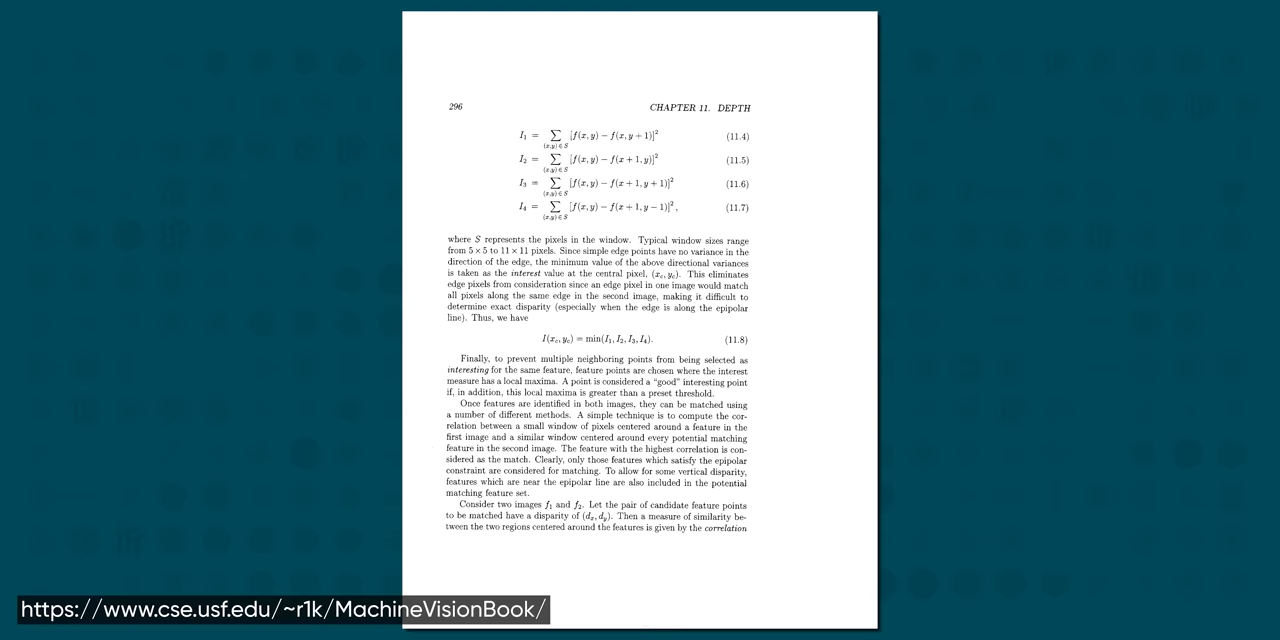 296
CHAPTER 11. DEPTH
I₁ = ∑ [f(x, y) − f(x, y + 1)]² (11.4)
(x,y) ∈ S
I₂ = ∑ [f(x, y) − f(x + 1, y)]² (11.5)
(x,y) ∈ S
I₃ = ∑ [f(x, y) − f(x + 1, y + 1)]² (11.6)
(x,y) ∈ S
I₄ = ∑ [f(x, y) − f(x + 1, y − 1)]², (11.7)
(x,y) ∈ S
where S represents the pixels in the window. Typical window sizes range
from 5 × 5 to 11 × 11 pixels. Since simple edge points have no variance in the
direction of the edge, the minimum value of the above directional variances
is taken as the interest value at the central pixel, (x_c, y_c). This eliminates
edge pixels from consideration since an edge pixel in one image would match
all pixels along the same edge in the second image, making it difficult to
determine exact disparity (especially when the edge is along the epipolar
line). Thus, we have
I(x_c, y_c) = min(I₁, I₂, I₃, I₄). (11.8)
Finally, to prevent multiple neighboring points from being selected as
interesting for the same feature, feature points are chosen where the interest
measure has a local maxima. A point is considered a “good” interesting point
if, in addition, this local maxima is greater than a preset threshold.
Once features are identified in both images, they can be matched using
a number of different methods. A simple technique is to compute the cor-
relation between a small window of pixels centered around a feature in the
first image and a similar window centered around every potential matching
feature in the second image. The feature with the highest correlation is con-
sidered as the match. Clearly, only those features which satisfy the epipolar
constraint are considered for matching. To allow for some vertical disparity,
features which are near the epipolar line are also included in the potential
matching feature set.
Consider two images f₁ and f₂. Let the pair of candidate feature points
to be matched have a disparity of (d_x, d_y). Then a measure of similarity be-
tween the two regions centered around the features is given by the correlation
https://www.cse.usf.edu/~r1k/MachineVisionBook/